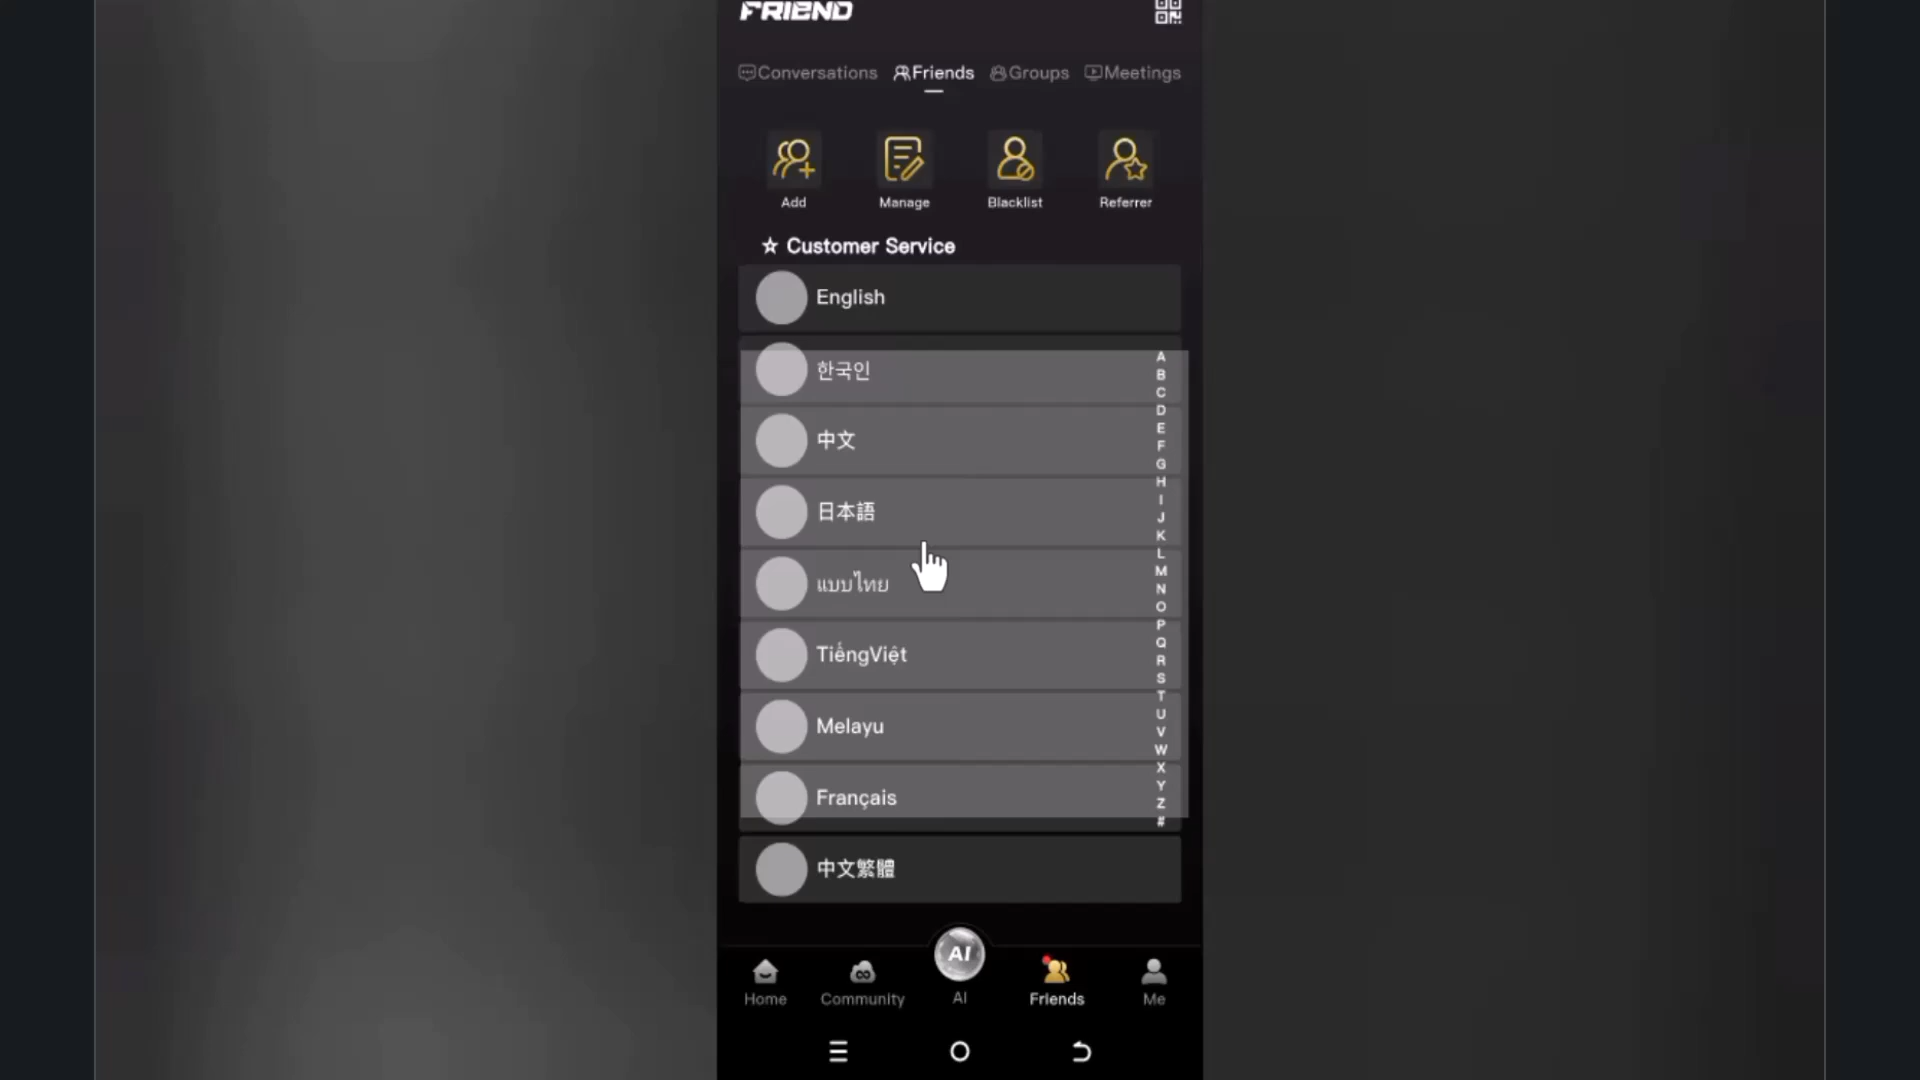 FRIEND
Conversations Friends Groups Meetings
Add Manage Blacklist Referrer
☆ Customer Service
English
한국인
中文
日本語
แบบไทย
TiếngViệt
Melayu
Français
中文繁體
A
B
C
D
E
F
G
H
I
J
K
L
M
N
O
P
Q
R
S
T
U
V
W
X
Y
Z
#
AI
Home Community AI Friends Me